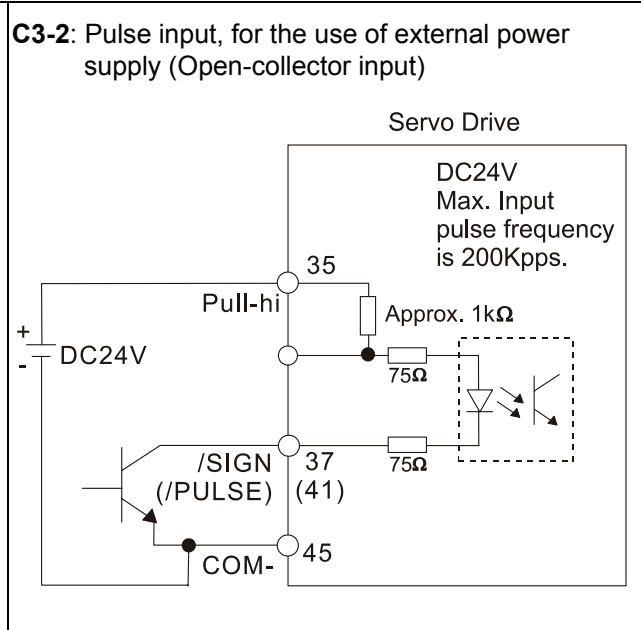 C3-2: Pulse input, for the use of external power
supply (Open-collector input)
Servo Drive
DC24V
Max. Input
pulse frequency
is 200Kpps.
35
Pull-hi
Approx. 1kΩ
+
DC24V
-
75Ω
/SIGN
37
75Ω
(/PULSE)
(41)
COM-
45